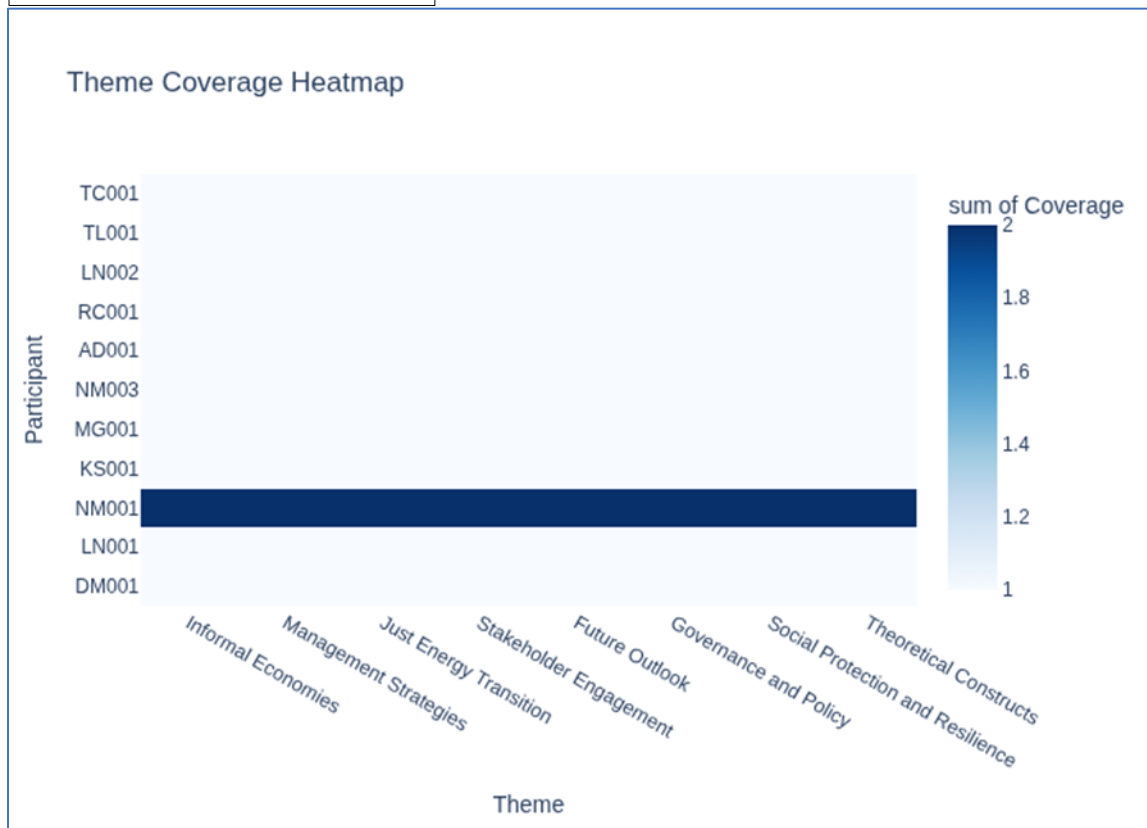 Theme Coverage Heatmap
sum of Coverage
2
1.8
1.6
1.4
1.2
1
Participant
TC001
TL001
LN002
RC001
AD001
NM003
MG001
KS001
NM001
LN001
DM001
Informal Economies
Management Strategies
Just Energy Transition
Stakeholder Engagement
Future Outlook
Governance and Policy
Social Protection and Resilience
Theoretical Constructs
Theme